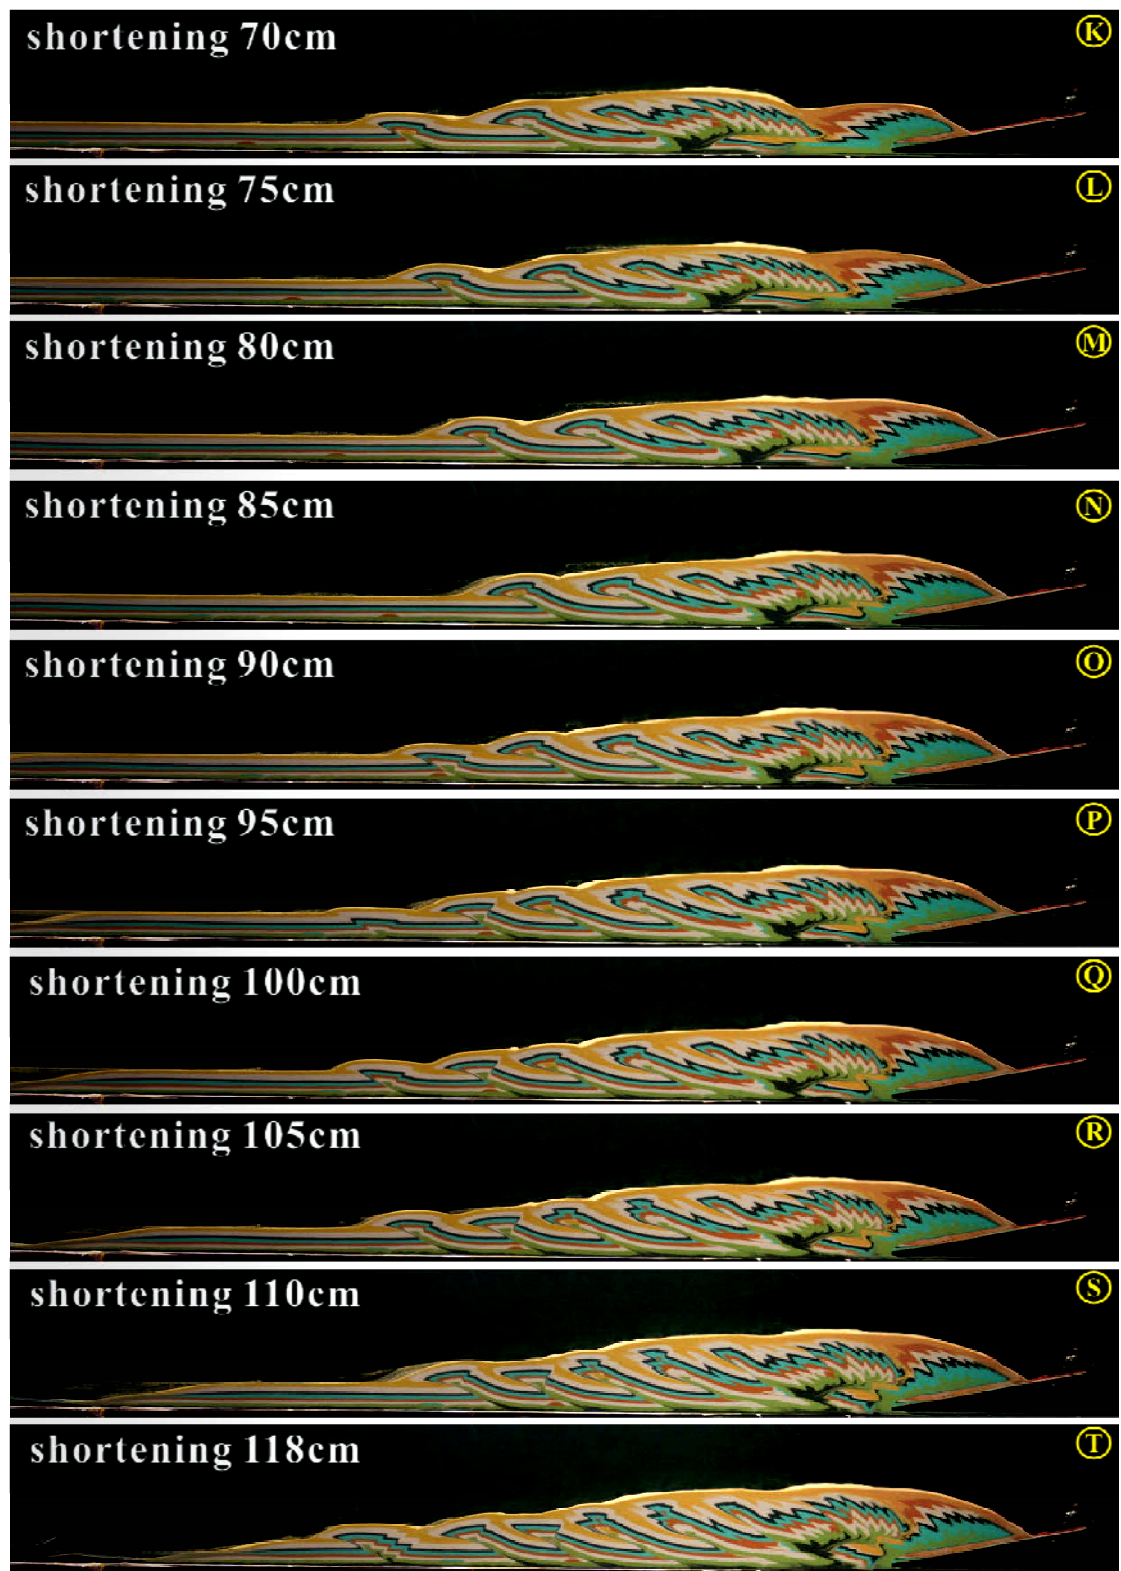 shortening 70cm K
shortening 75cm L
shortening 80cm M
shortening 85cm N
shortening 90cm O
shortening 95cm P
shortening 100cm Q
shortening 105cm R
shortening 110cm S
shortening 118cm T